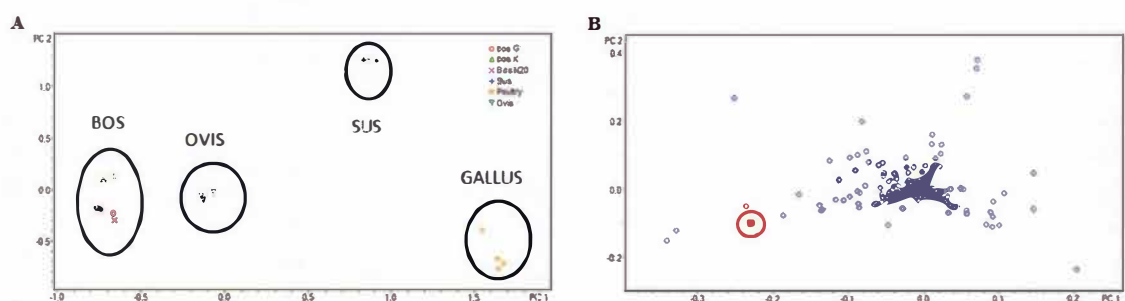 A
PC 2
1.0
0.5
0.0
-0.5
-1.0 -0.5 0.0 0.5 1.0 1.5 PC 1
BOS
OVIS
SUS
GALLUS
bos G
bos K
Sus
Poultry
Ovis
B
PC 2
0.4
0.2
0.0
-0.2
-0.3 -0.2 -0.1 0.0 0.1 0.2 PC 1